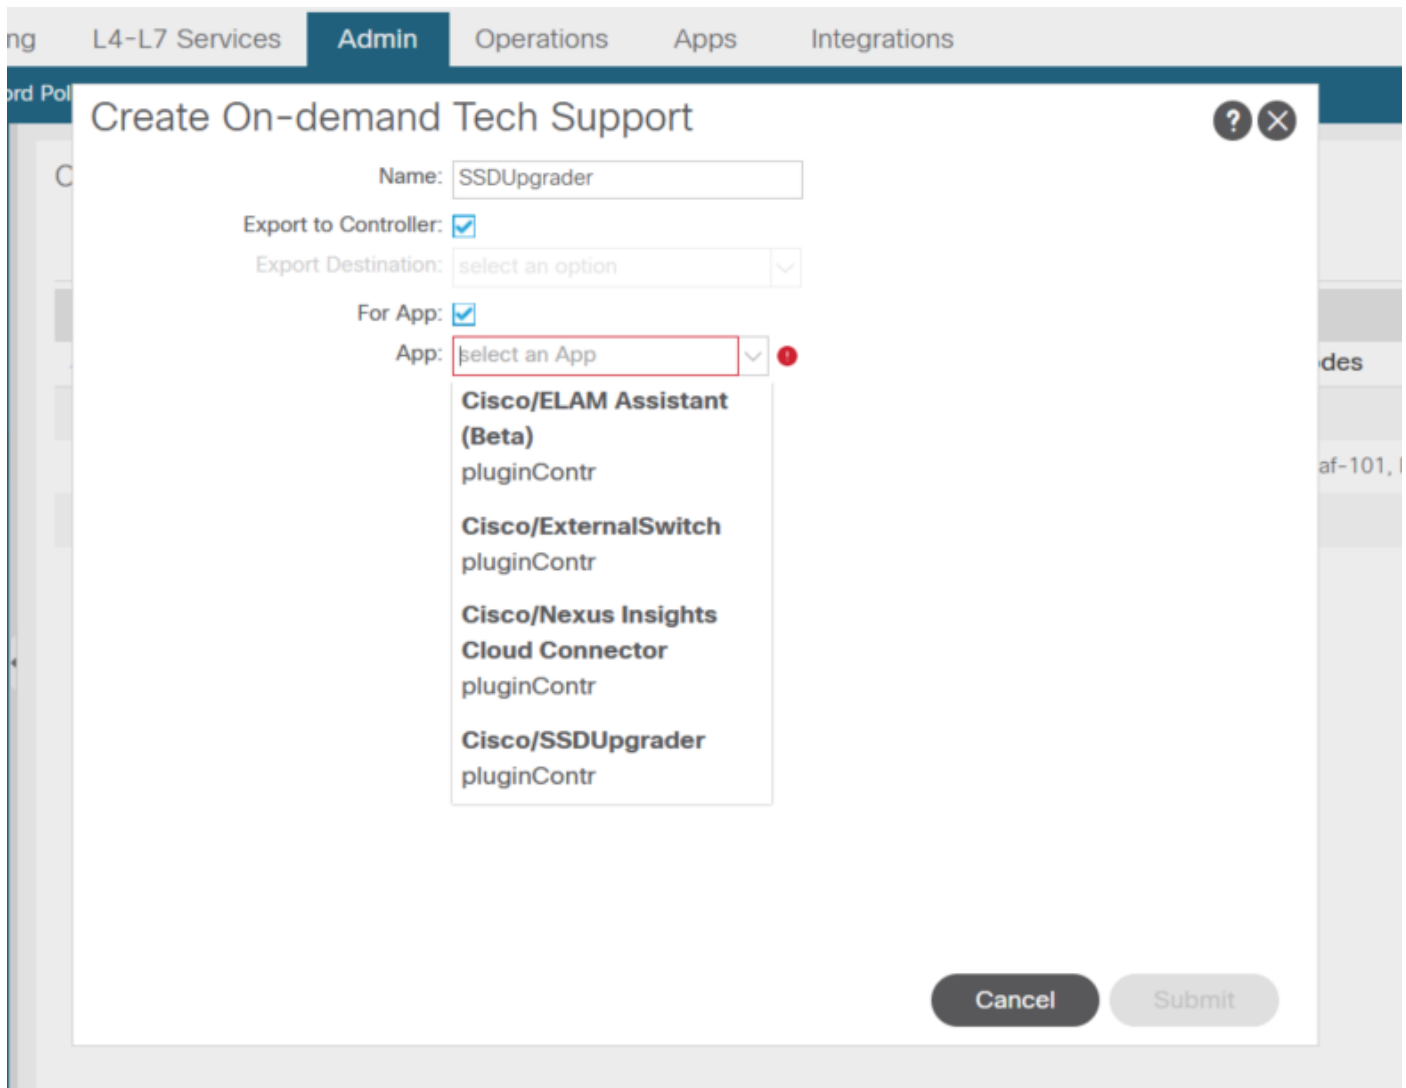 ng L4-L7 Services Admin Operations Apps Integrations
ord Pol
Create On-demand Tech Support ?
C
Name: SSDUpgrader
Export to Controller:
Export Destination: select an option
For App:
App: select an App !
des
Cisco/ELAM Assistant
(Beta)
pluginContr
af-101,
Cisco/ExternalSwitch
pluginContr
Cisco/Nexus Insights
Cloud Connector
pluginContr
Cisco/SSDUpgrader
pluginContr
Cancel Submit